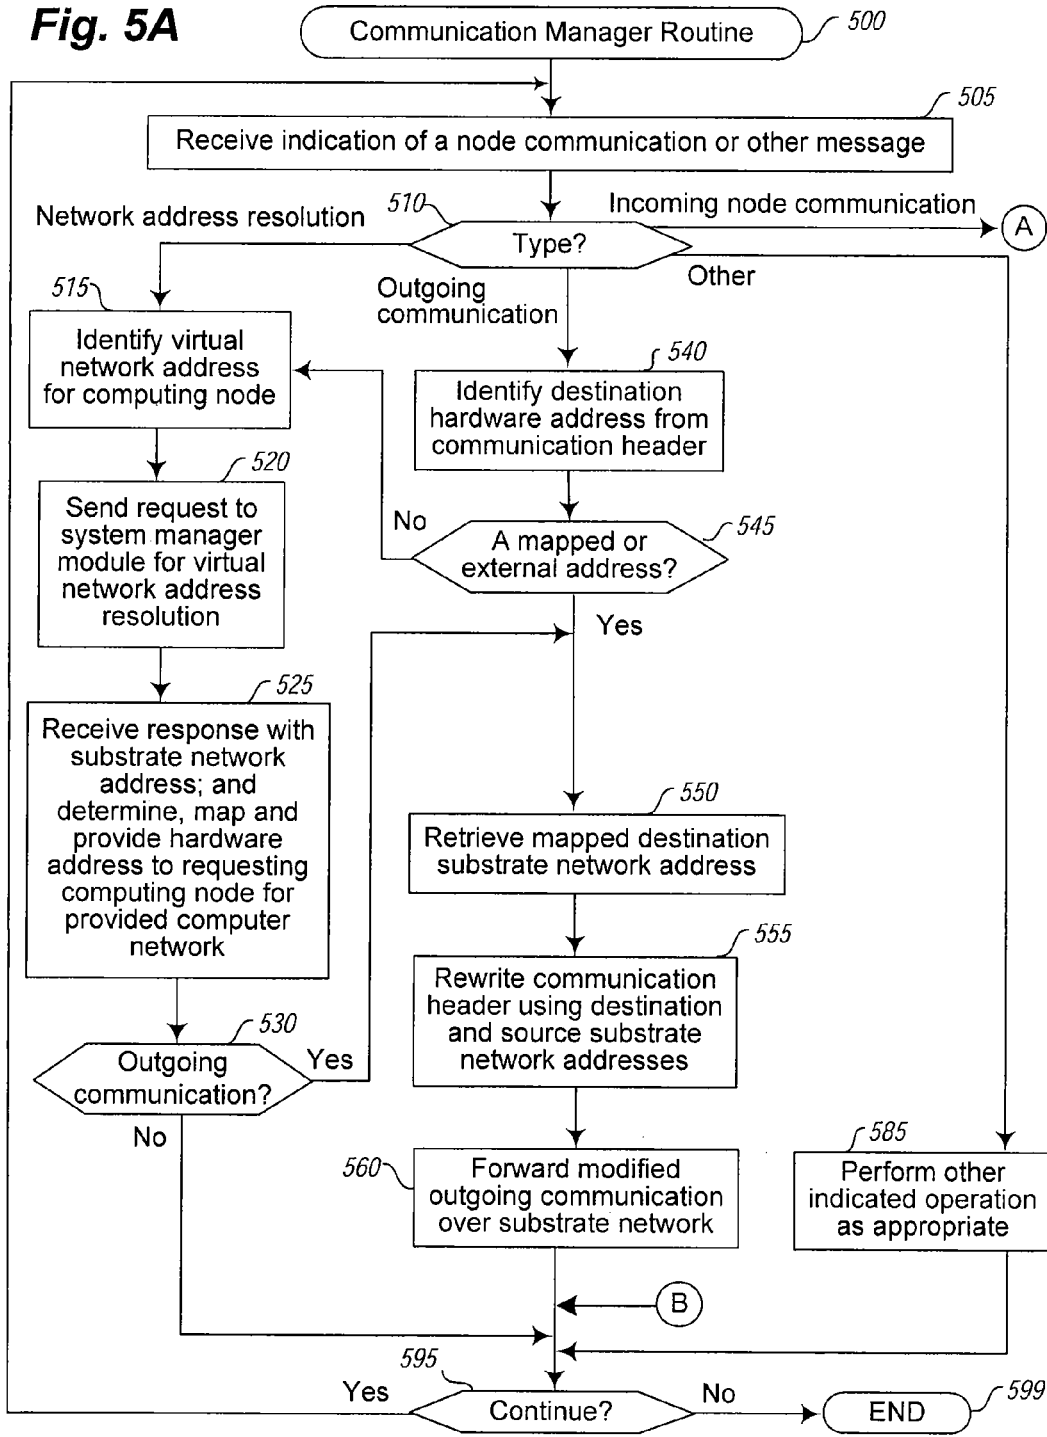 Fig. 5A
Communication Manager Routine
500
505
Receive indication of a node communication or other message
Network address resolution
510
Incoming node communication
A
Type?
Other
Outgoing
communication
515
Identify virtual
network address
for computing node
540
Identify destination
hardware address from
communication header
520
Send request to
system manager
module for virtual
network address
resolution
No
545
A mapped or
external address?
Yes
525
Receive response with
substrate network
address; and
determine, map and
provide hardware
address to requesting
computing node for
provided computer
network
550
Retrieve mapped destination
substrate network address
555
Rewrite communication
header using destination
and source substrate
network addresses
530
Outgoing
communication?
Yes
No
560
Forward modified
outgoing communication
over substrate network
585
Perform other
indicated operation
as appropriate
B
595
Yes
Continue?
No
END
599